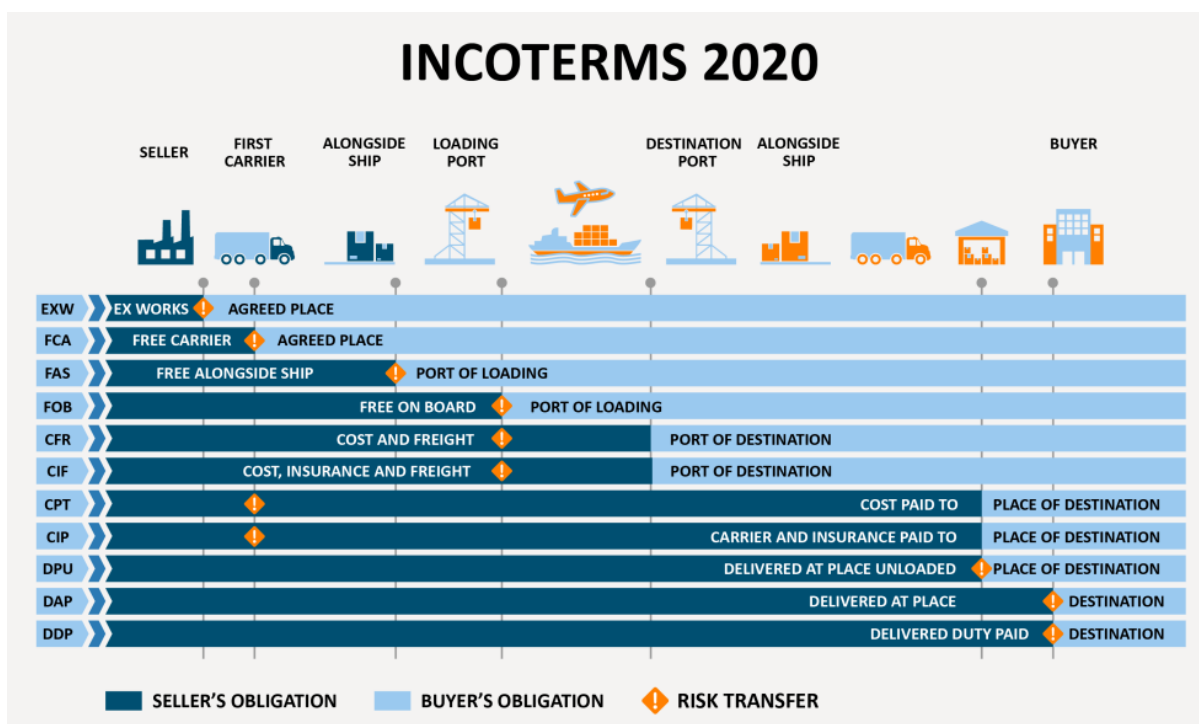 INCOTERMS 2020
SELLER
FIRST
CARRIER
ALONGSIDE
SHIP
LOADING
PORT
DESTINATION
PORT
ALONGSIDE
SHIP
BUYER
EXW EX WORKS ! AGREED PLACE
FCA FREE CARRIER ! AGREED PLACE
FAS FREE ALONGSIDE SHIP ! PORT OF LOADING
FOB FREE ON BOARD ! PORT OF LOADING
CFR COST AND FREIGHT ! PORT OF DESTINATION
CIF COST, INSURANCE AND FREIGHT ! PORT OF DESTINATION
CPT ! COST PAID TO PLACE OF DESTINATION
CIP ! CARRIER AND INSURANCE PAID TO PLACE OF DESTINATION
DPU DELIVERED AT PLACE UNLOADED ! PLACE OF DESTINATION
DAP DELIVERED AT PLACE ! DESTINATION
DDP DELIVERED DUTY PAID ! DESTINATION
SELLER'S OBLIGATION BUYER'S OBLIGATION ! RISK TRANSFER